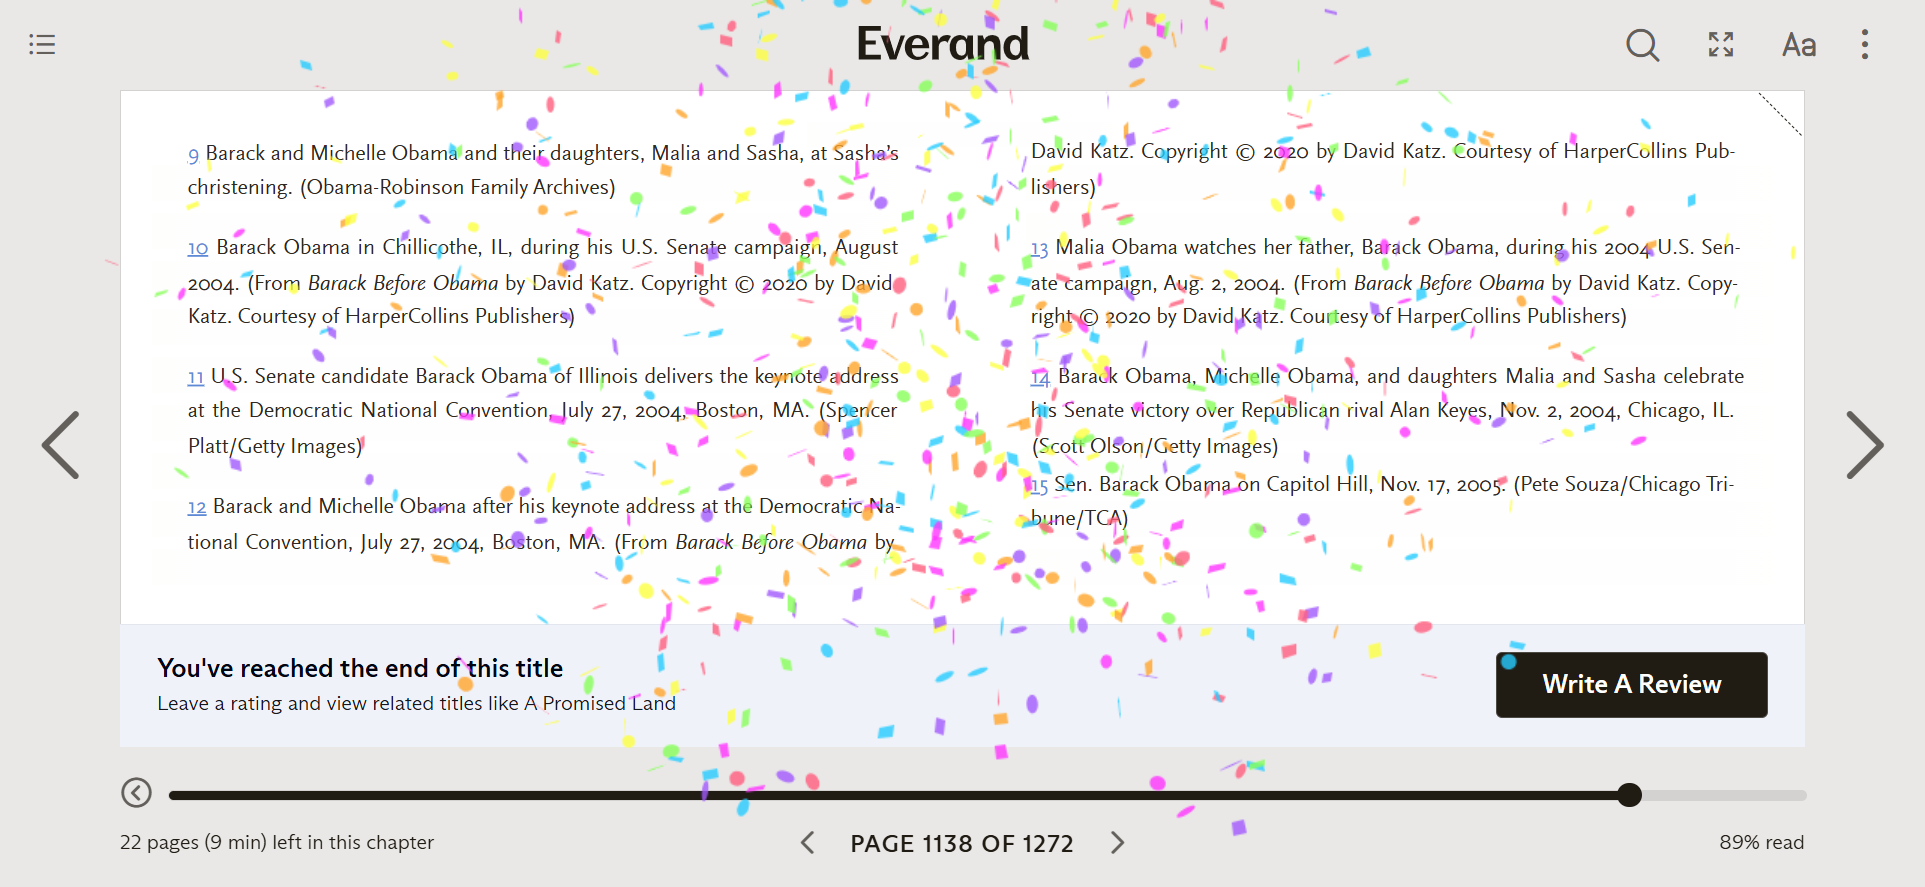 Everand
Aa
9 Barack and Michelle Obama and their daughters, Malia and Sasha, at Sasha's
christening. (Obama-Robinson Family Archives)
10 Barack Obama in Chillicothe, IL, during his U.S. Senate campaign, August
2004. (From Barack Before Obama by David Katz. Copyright © 2020 by David
Katz. Courtesy of HarperCollins Publishers)
11 U.S. Senate candidate Barack Obama of Illinois delivers the keynote address
at the Democratic National Convention, July 27, 2004, Boston, MA. (Spencer
Platt/Getty Images)
12 Barack and Michelle Obama after his keynote address at the Democratic Na-
tional Convention, July 27, 2004, Boston, MA. (From Barack Before Obama by
David Katz. Copyright © 2020 by David Katz. Courtesy of HarperCollins Pub-
lishers)
13 Malia Obama watches her father, Barack Obama, during his 2004 U.S. Sen-
ate campaign, Aug. 2, 2004. (From Barack Before Obama by David Katz. Copy-
right © 2020 by David Katz. Courtesy of HarperCollins Publishers)
14 Barack Obama, Michelle Obama, and daughters Malia and Sasha celebrate
his Senate victory over Republican rival Alan Keyes, Nov. 2, 2004, Chicago, IL.
(Scott Olson/Getty Images)
15 Sen. Barack Obama on Capitol Hill, Nov. 17, 2005. (Pete Souza/Chicago Tri-
bune/TCA)
You've reached the end of this title
Leave a rating and view related titles like A Promised Land
Write A Review
22 pages (9 min) left in this chapter
PAGE 1138 OF 1272
89% read